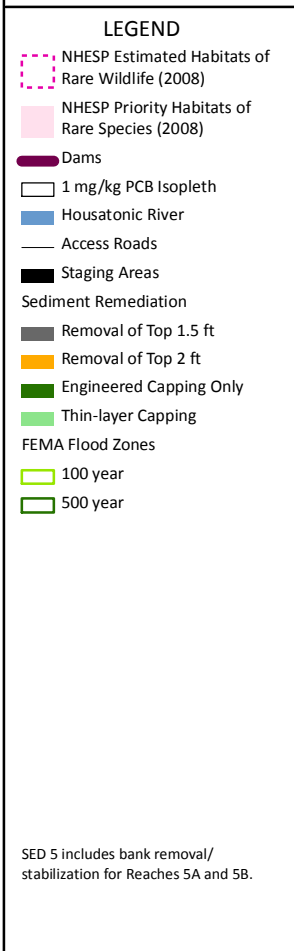 LEGEND
NHESP Estimated Habitats of
Rare Wildlife (2008)
NHESP Priority Habitats of
Rare Species (2008)
Dams
1 mg/kg PCB Isopleth
Housatonic River
Access Roads
Staging Areas
Sediment Remediation
Removal of Top 1.5 ft
Removal of Top 2 ft
Engineered Capping Only
Thin-layer Capping
FEMA Flood Zones
100 year
500 year
SED 5 includes bank removal/
stabilization for Reaches 5A and 5B.